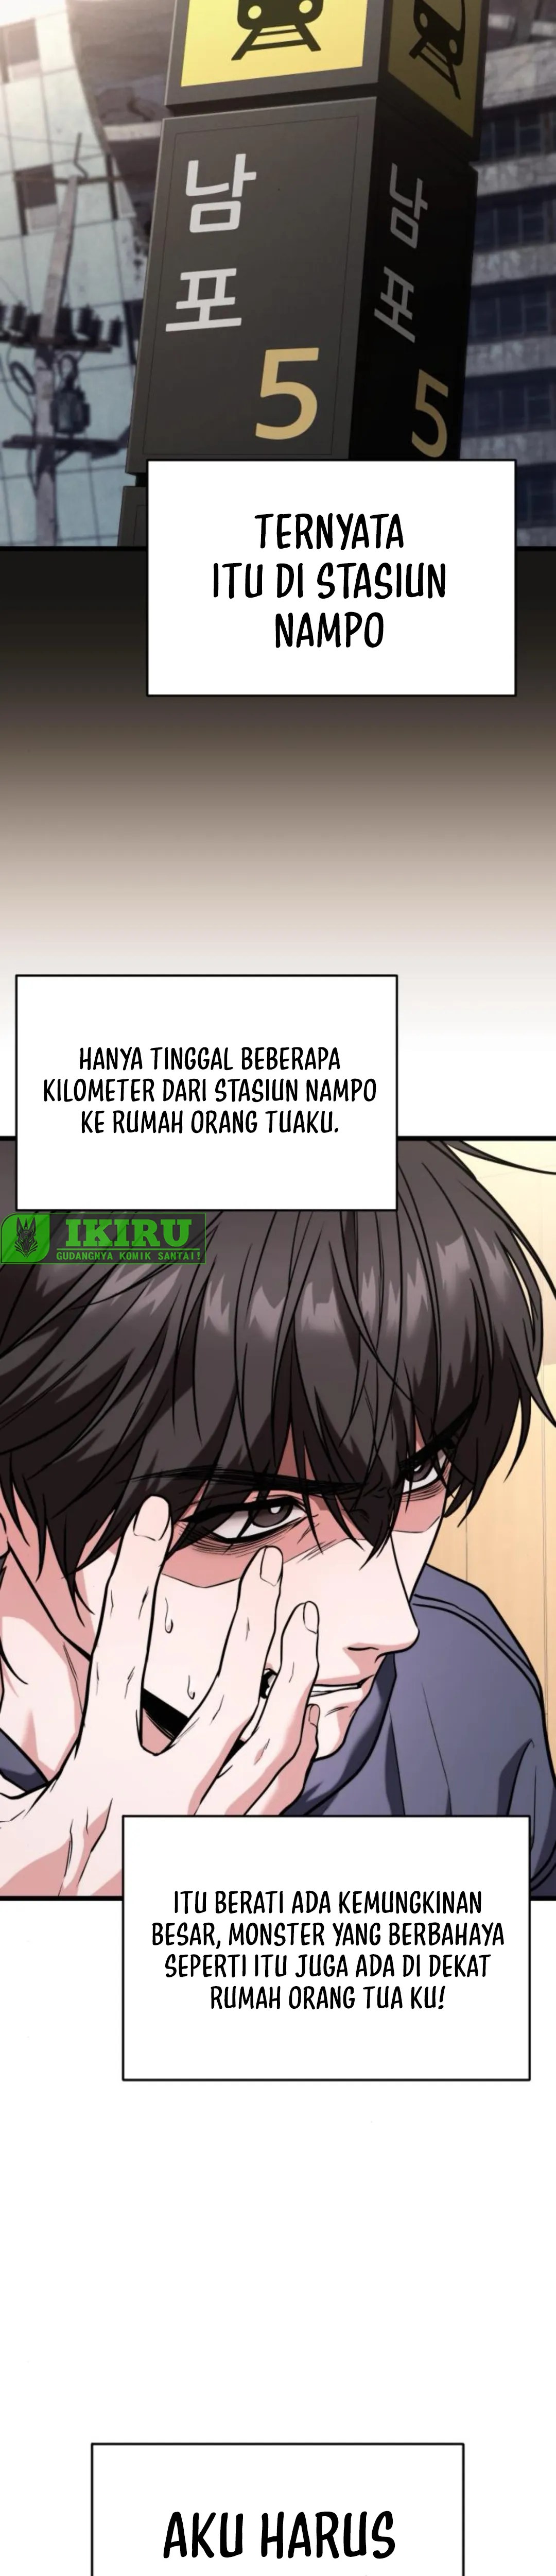 남
포
5
남
포
5
TERNYATA
ITU DI STASIUN
NAMPO
HANYA TINGGAL BEBERAPA
KILOMETER DARI STASIUN NAMPO
KE RUMAH ORANG TUAKU.
IKIRU
GUDANGNYA KOMIK SANTAI!
ITU BERATI ADA KEMUNGKINAN
BESAR, MONSTER YANG BERBAHAYA
SEPERTI ITU JUGA ADA DI DEKAT
RUMAH ORANG TUA KU!
AKU HARUS